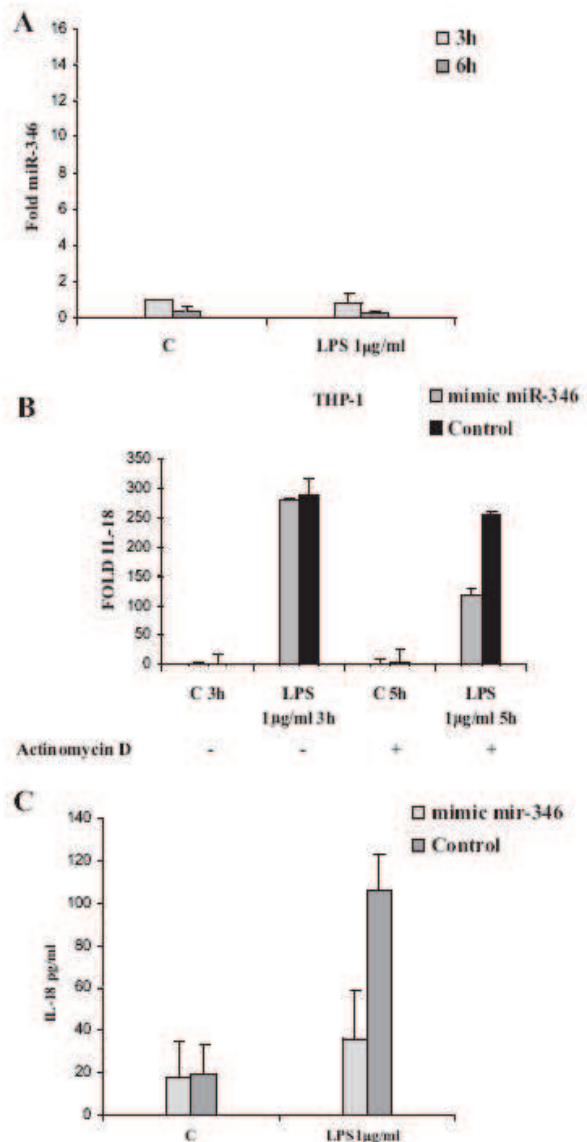 A
3h
6h
16
14
12
10
8
6
4
2
0
Fold miR-346
C
LPS 1µg/ml
B
THP-1
mimic miR-346
Control
350
300
250
200
150
100
50
0
FOLD IL-18
C 3h
LPS
1µg/ml 3h
C 5h
LPS
1µg/ml 5h
Actinomycin D
- - + +
C
mimic mir-346
Control
140
120
100
80
60
40
20
0
IL-18 pg/ml
C
LPS1µg/ml